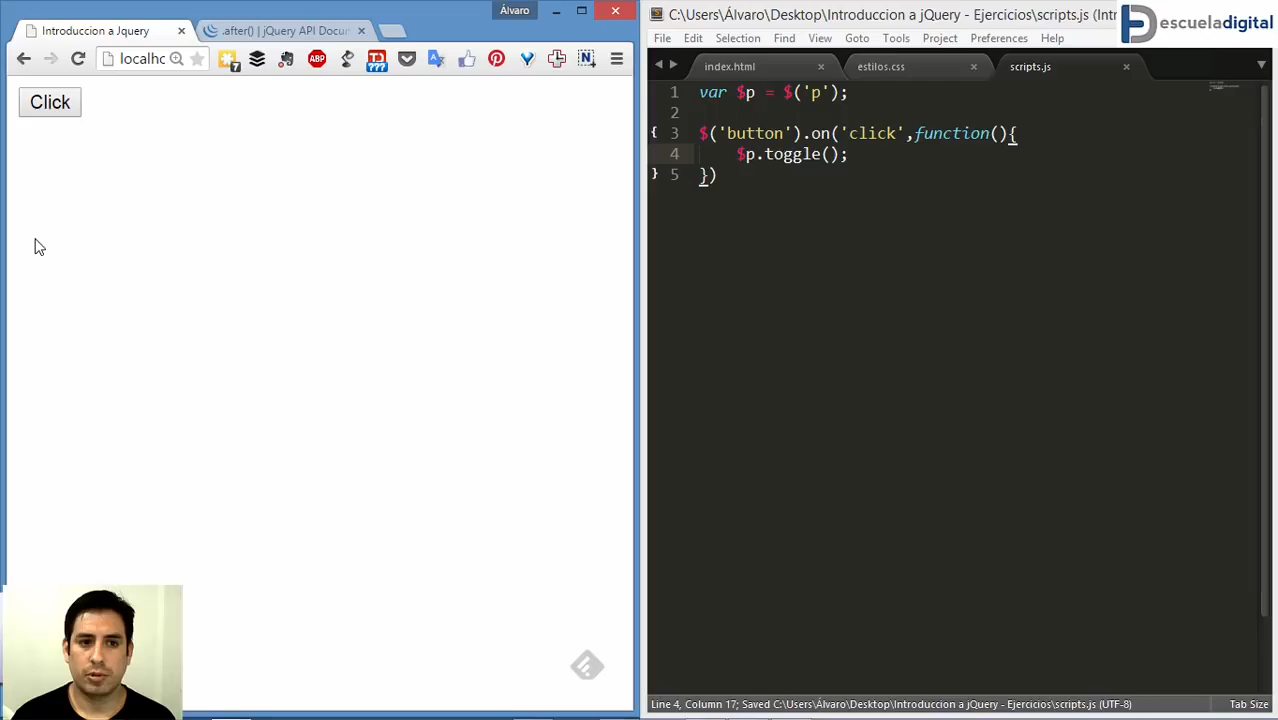 Álvaro
Introduccion a Jquery
.after() | jQuery API Docum
localhc
7
ABP
TD
???
N
Click
C:\Users\Álvaro\Desktop\Introduccion a jQuery - Ejercicios\scripts.js (Intr
escueladigital
File Edit Selection Find View Goto Tools Project Preferences Help
index.html
estilos.css
scripts.js
1 var $p = $('p');
2
3 $('button').on('click',function(){
4 $p.toggle();
5 })
Line 4, Column 17; Saved C:\Users\Álvaro\Desktop\Introduccion a jQuery - Ejercicios\scripts.js (UTF-8)
Tab Size